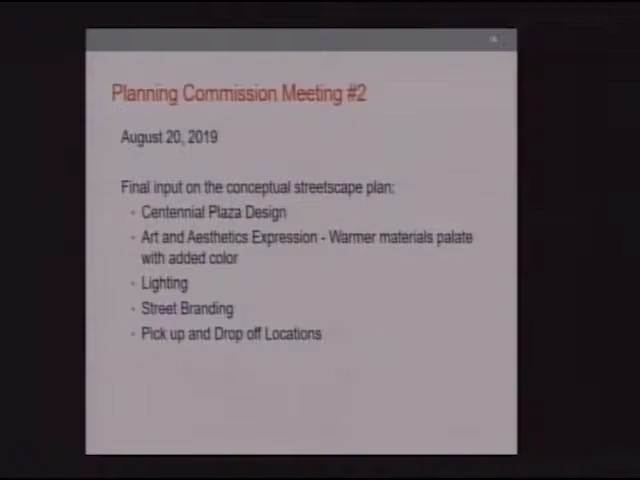 Planning Commission Meeting #2
August 20, 2019
Final input on the conceptual streetscape plan:
- Centennial Plaza Design
- Art and Aesthetics Expression - Warmer materials palate
with added color
- Lighting
- Street Branding
- Pick up and Drop off Locations